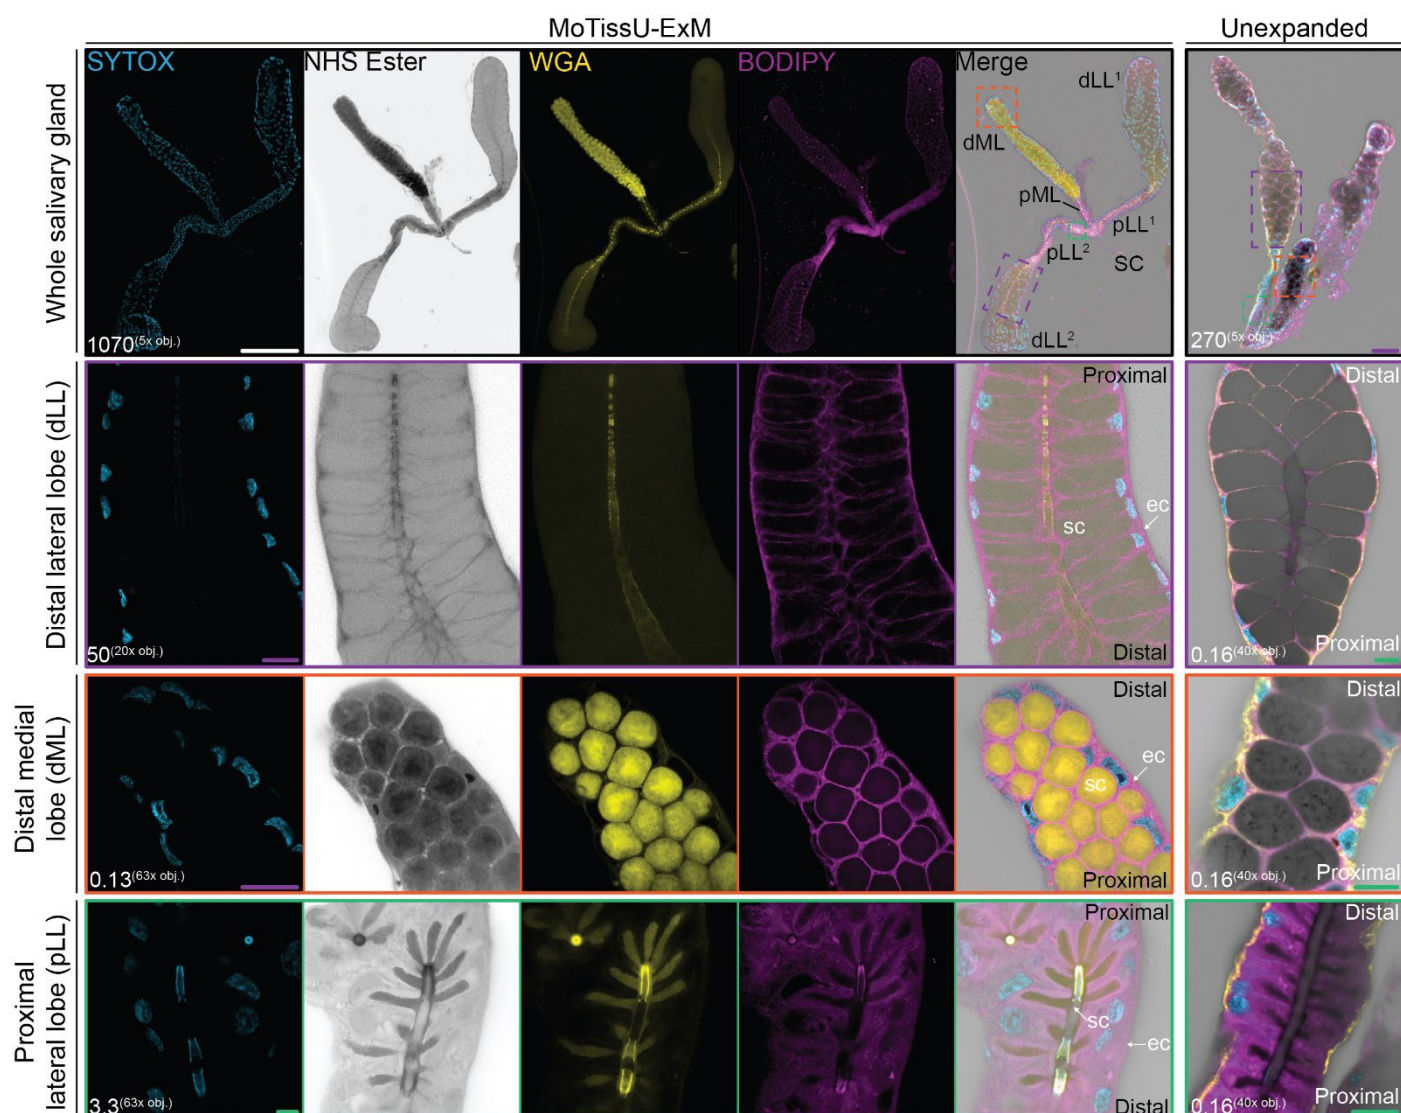 MoTissU-ExM
Unexpanded
Whole salivary gland
SYTOX
NHS Ester
WGA
BODIPY
Merge
dLL¹
dML
pML
pLL¹
pLL²
SC
dLL²
1070(5x obj.)
270(5x obj.)
Distal lateral lobe (dLL)
Proximal
Distal
ec
sc
50(20x obj.)
Distal
0.16(40x obj.)
Proximal
Distal medial
lobe (dML)
Distal
Distal
ec
sc
0.13(63x obj.)
Proximal
0.16(40x obj.)
Proximal
Proximal
lateral lobe (pLL)
Proximal
Distal
sc
ec
3.3(63x obj.)
Distal
0.16(40x obj.)
Proximal